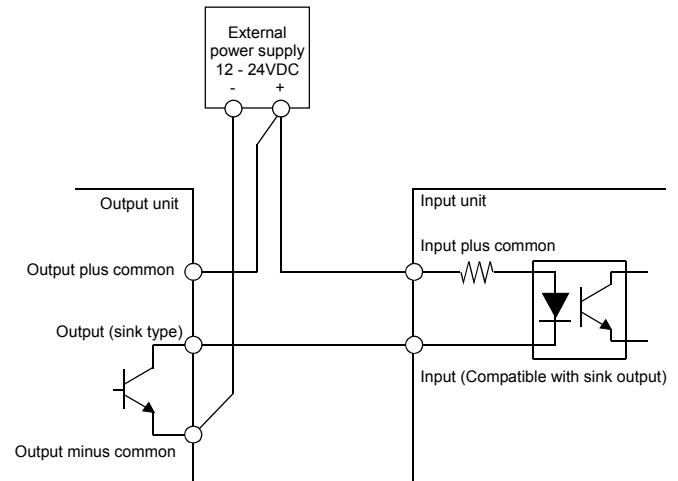 External
power supply
12 - 24VDC
- +
Output unit
Input unit
Input plus common
Output plus common
Output (sink type)
Input (Compatible with sink output)
Output minus common